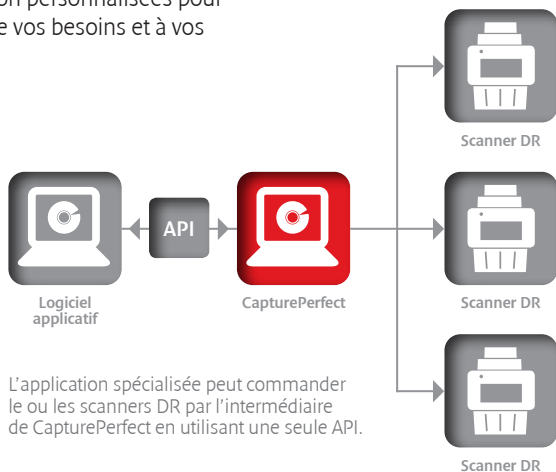 on personnalisées pour
e vos besoins et à vos
Scanner DR
API
Logiciel
applicatif
CapturePerfect
Scanner DR
L'application spécialisée peut commander
le ou les scanners DR par l'intermédiaire
de CapturePerfect en utilisant une seule API.
Scanner DR